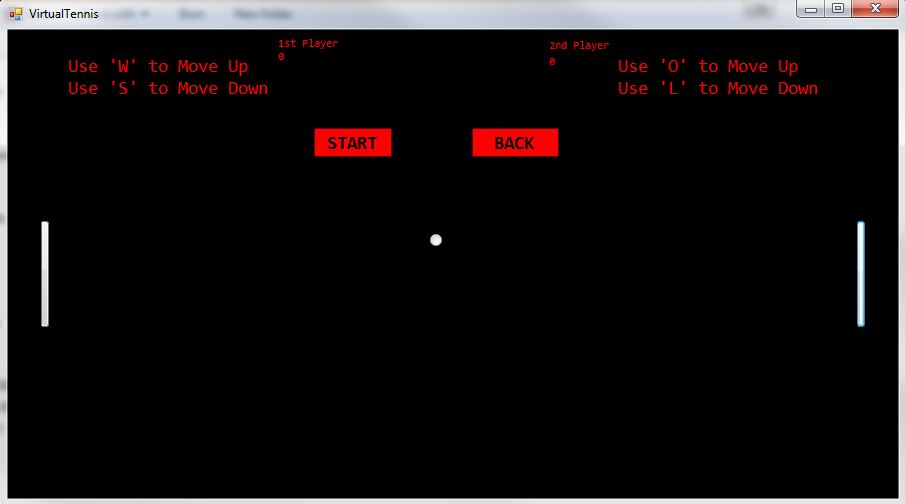 VirtualTennis
1st Player
0
2nd Player
0
Use 'W' to Move Up
Use 'S' to Move Down
Use 'O' to Move Up
Use 'L' to Move Down
START
BACK